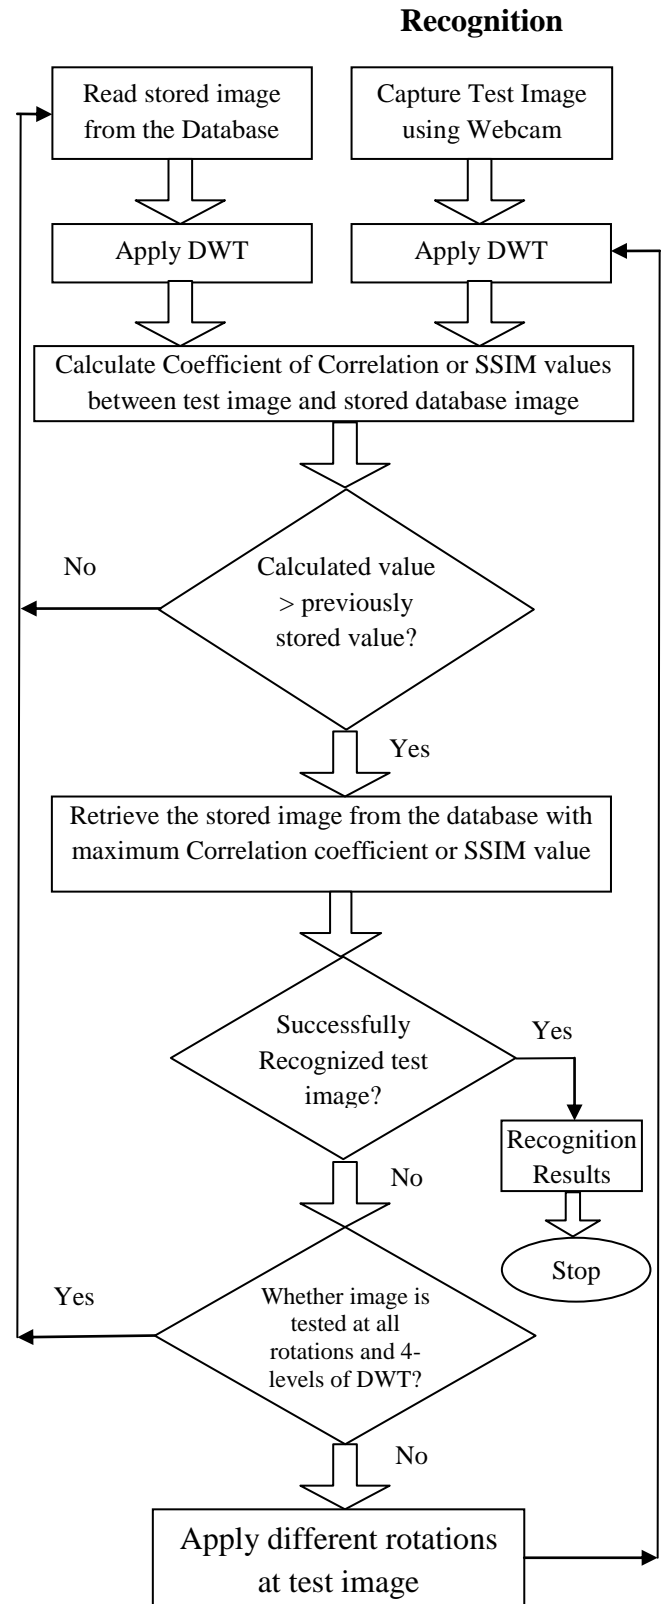 Recognition
Read stored image
from the Database
Capture Test Image
using Webcam
Apply DWT
Apply DWT
Calculate Coefficient of Correlation or SSIM values
between test image and stored database image
No
Calculated value
> previously
stored value?
Yes
Retrieve the stored image from the database with
maximum Correlation coefficient or SSIM value
Successfully
Recognized test
image?
Yes
Recognition
Results
No
Stop
Yes
Whether image is
tested at all
rotations and 4-
levels of DWT?
No
Apply different rotations
at test image